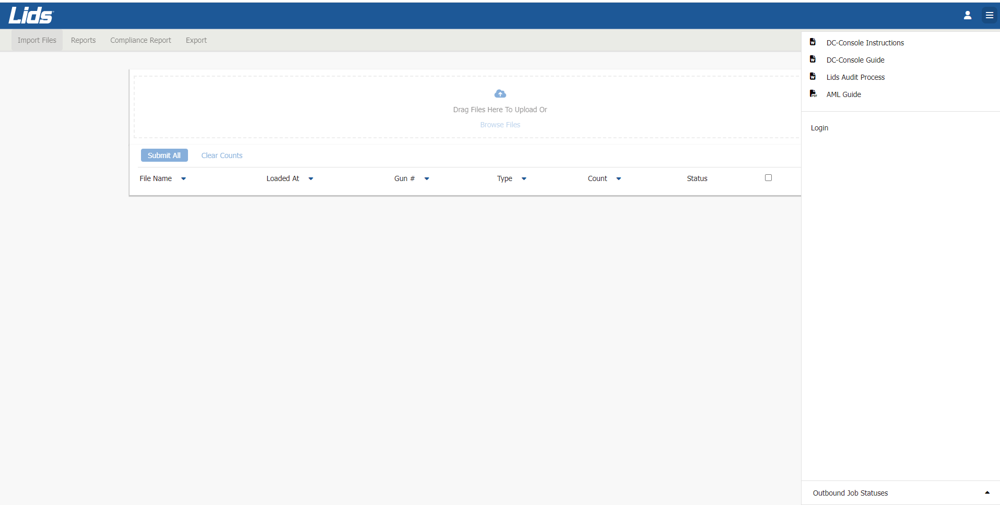 Lids
Import Files Reports Compliance Report Export
DC-Console Instructions
DC-Console Guide
Lids Audit Process
AML Guide
Login
Drag Files Here To Upload Or
Browse Files
Submit All Clear Counts
File Name Loaded At Gun # Type Count Status
Outbound Job Statuses